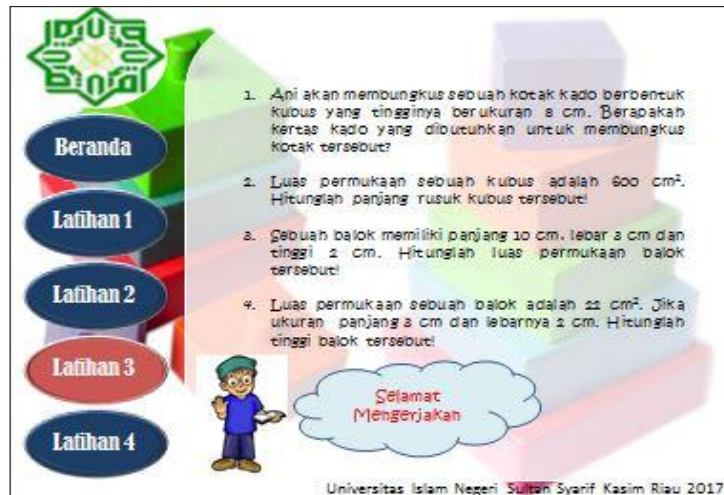 Beranda
Latihan 1
Latihan 2
Latihan 3
Latihan 4
1. Ani akan membungkus sebuah kotak kado berbentuk
kubus yang tingginya berukuran 8 cm. Berapakah
kertas kado yang dibutuhkan untuk membungkus
kotak tersebut?
2. Luas permukaan sebuah kubus adalah 600 cm².
Hitunglah panjang rusuk kubus tersebut!
3. Sebuah balok memiliki panjang 10 cm, lebar 3 cm dan
tinggi 2 cm. Hitunglah luas permukaan balok
tersebut!
4. Luas permukaan sebuah balok adalah 22 cm². Jika
ukuran panjang 3 cm dan lebarnya 2 cm. Hitunglah
tinggi balok tersebut!
Selamat
Mengerjakan
Universitas Islam Negeri Sultan Syarif Kasim Riau 2017